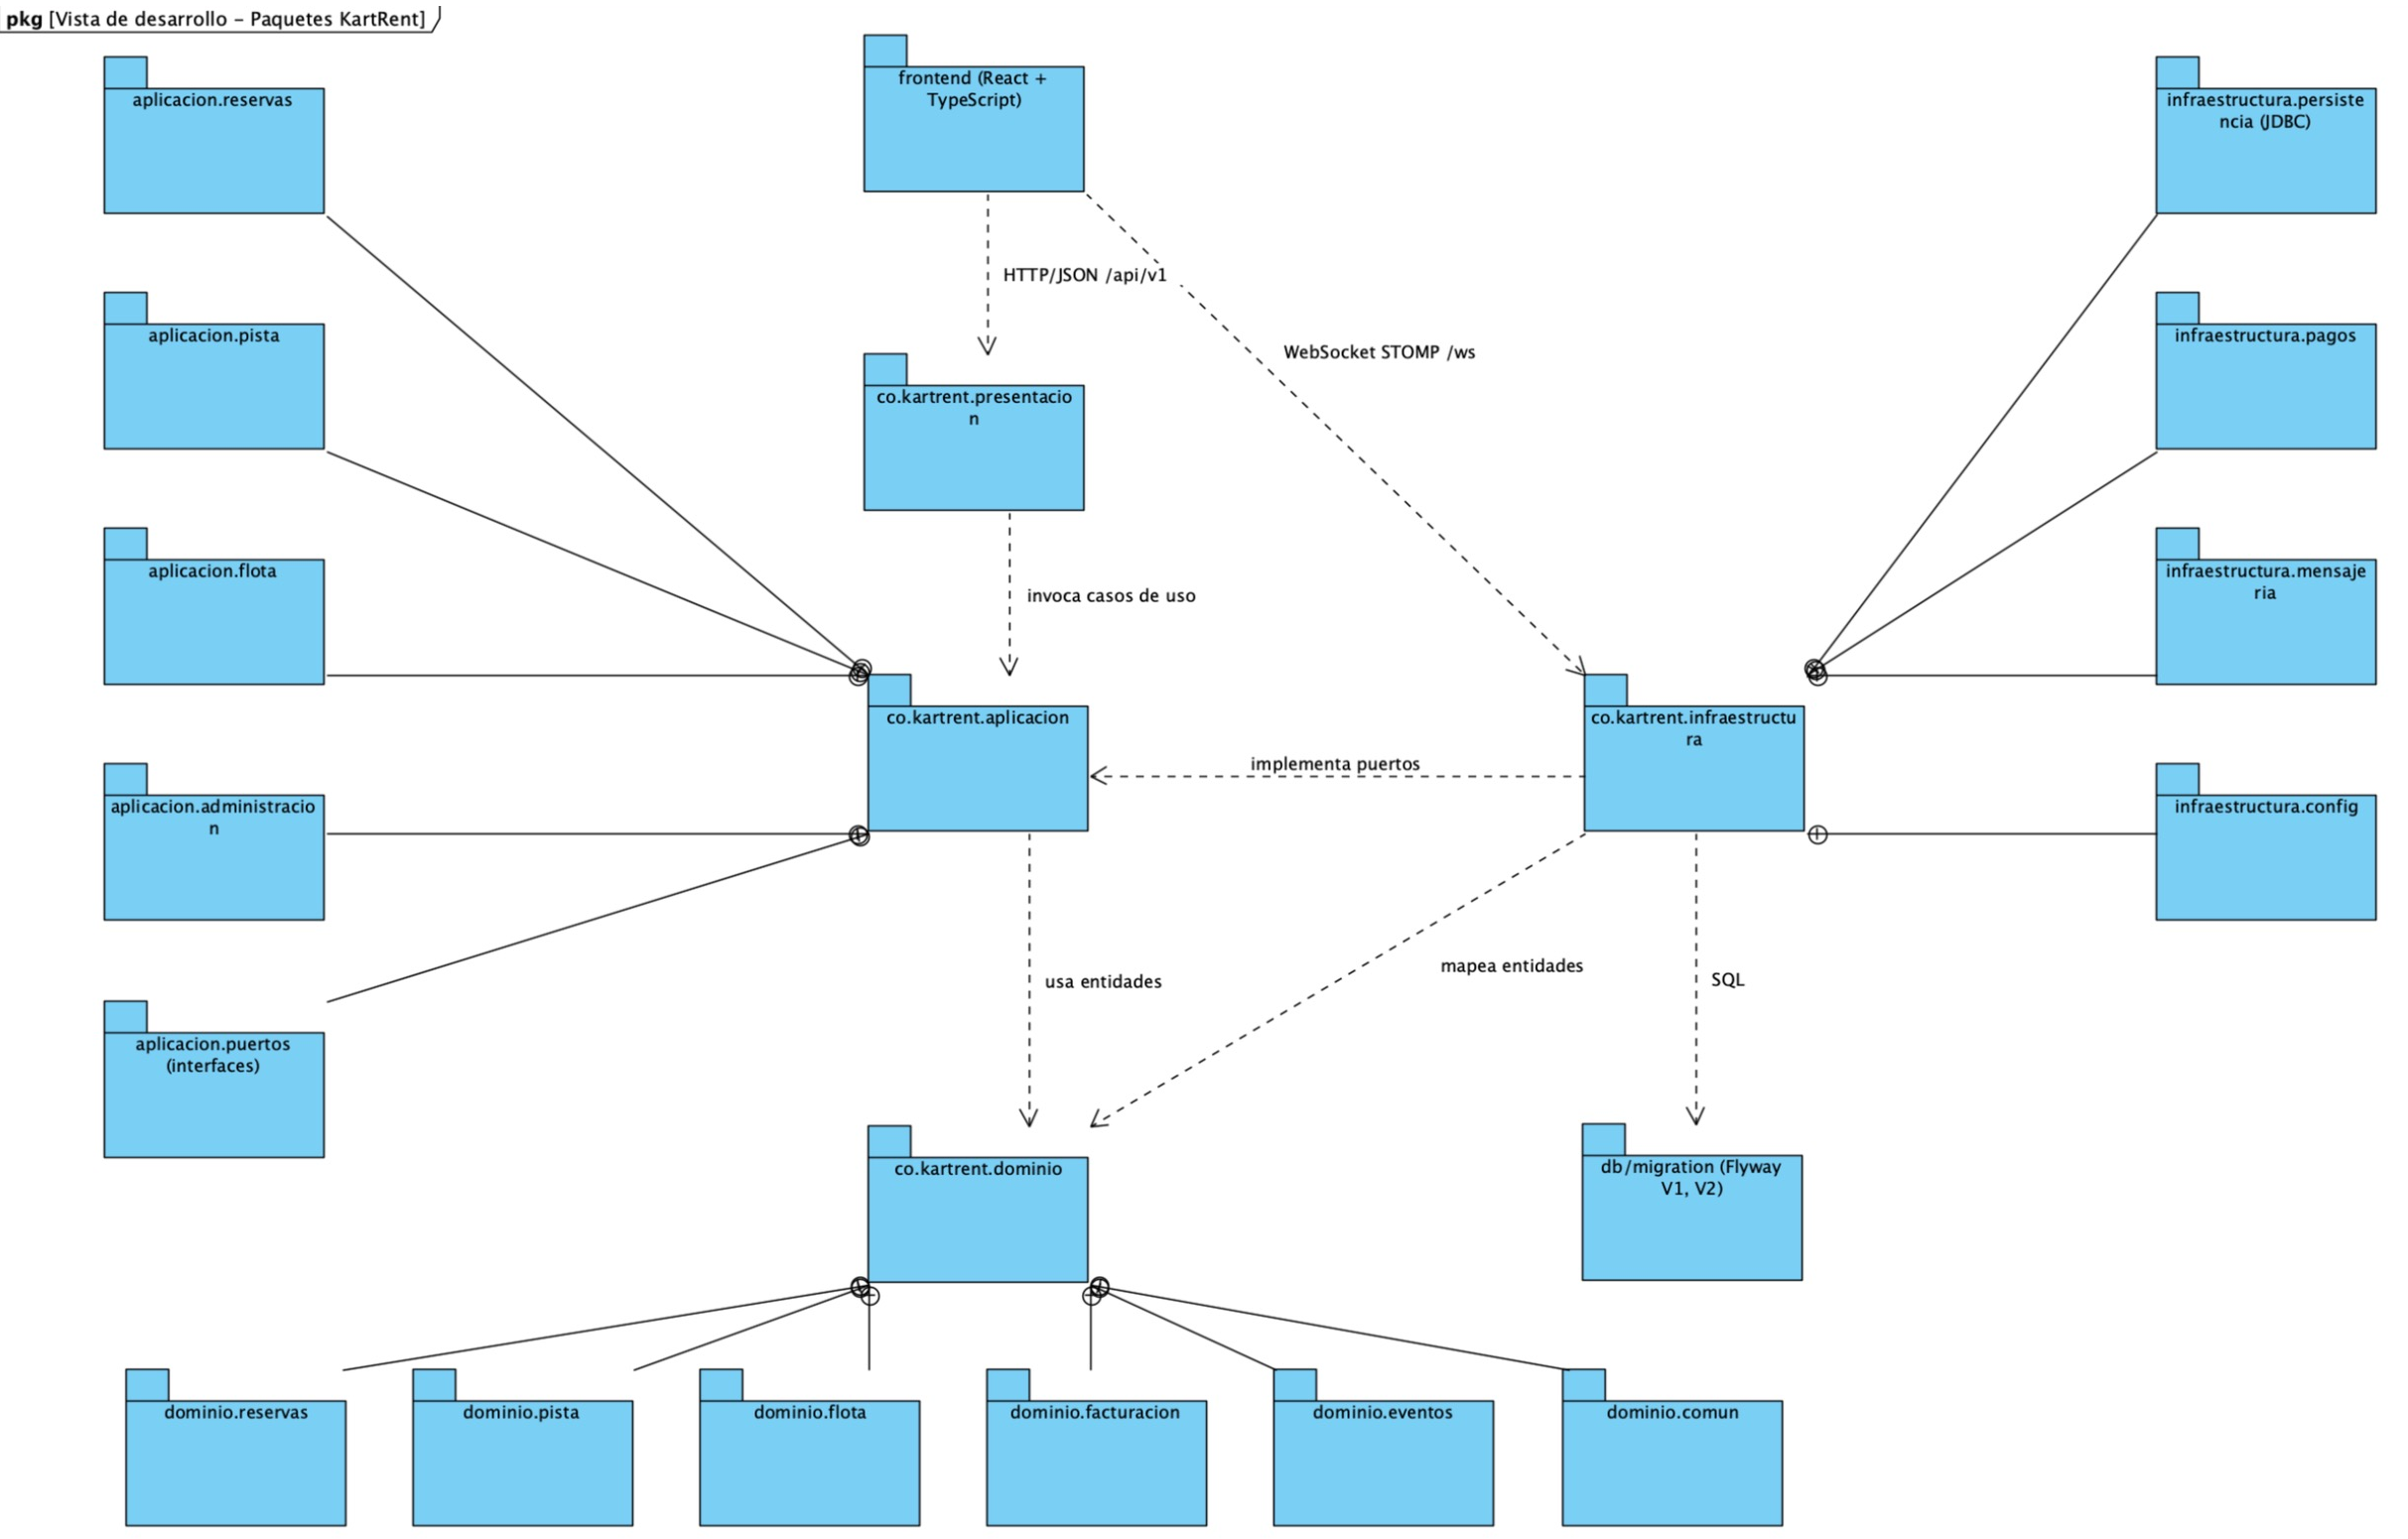 pkg [Vista de desarrollo – Paquetes KartRent]
aplicacion.reservas
frontend (React +
TypeScript)
infraestructura.persiste
ncia (JDBC)
HTTP/JSON /api/v1
WebSocket STOMP /ws
aplicacion.pista
co.kartrent.presentacio
n
infraestructura.pagos
aplicacion.flota
invoca casos de uso
infraestructura.mensaje
ria
co.kartrent.aplicacion
co.kartrent.infraestructu
ra
implementa puertos
aplicacion.administracio
n
infraestructura.config
usa entidades
mapea entidades
SQL
aplicacion.puertos
(interfaces)
co.kartrent.dominio
db/migration (Flyway
V1, V2)
dominio.reservas
dominio.pista
dominio.flota
dominio.facturacion
dominio.eventos
dominio.comun